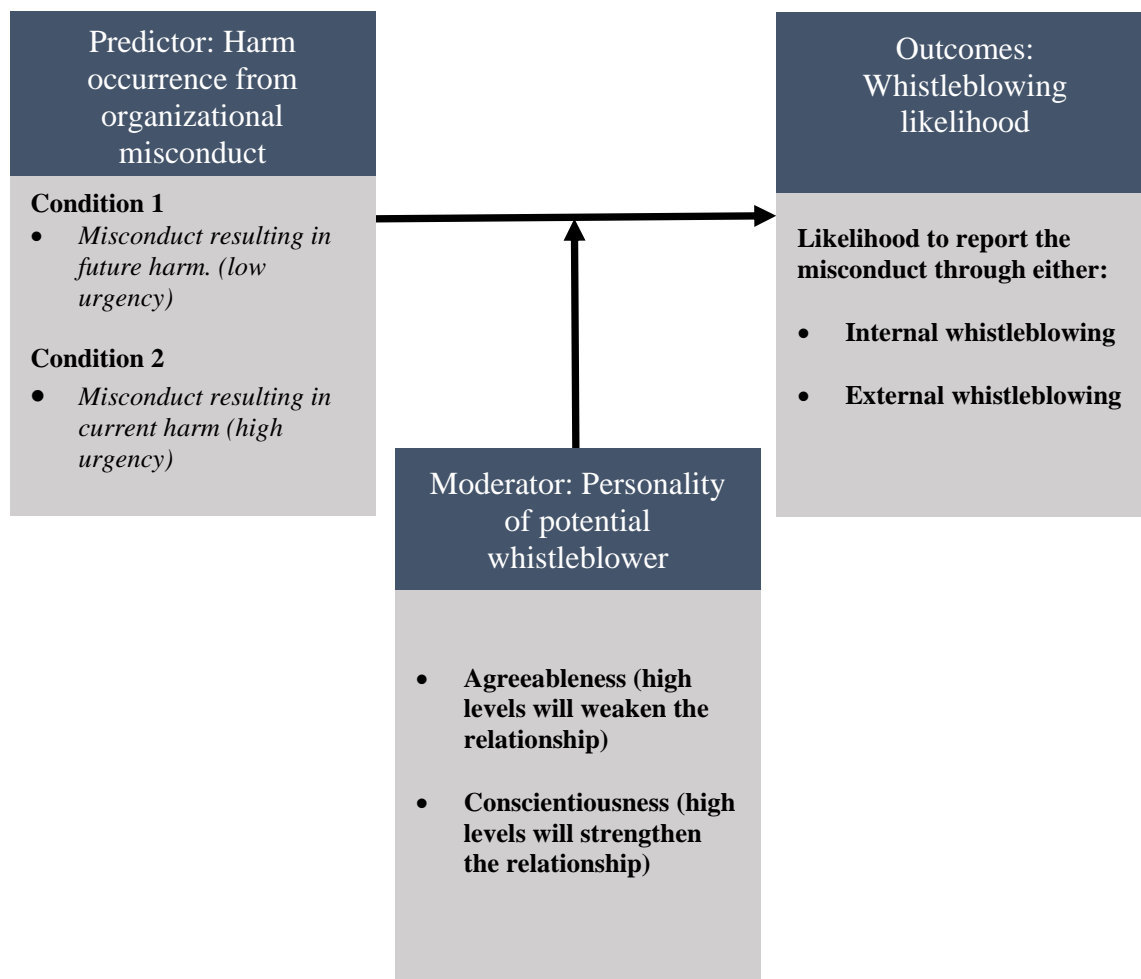 Predictor: Harm
occurrence from
organizational
misconduct
Condition 1
• Misconduct resulting in
future harm. (low
urgency)
Condition 2
• Misconduct resulting in
current harm (high
urgency)
Outcomes:
Whistleblowing
likelihood
Likelihood to report the
misconduct through either:
• Internal whistleblowing
• External whistleblowing
Moderator: Personality
of potential
whistleblower
• Agreeableness (high
levels will weaken the
relationship)
• Conscientiousness (high
levels will strengthen
the relationship)